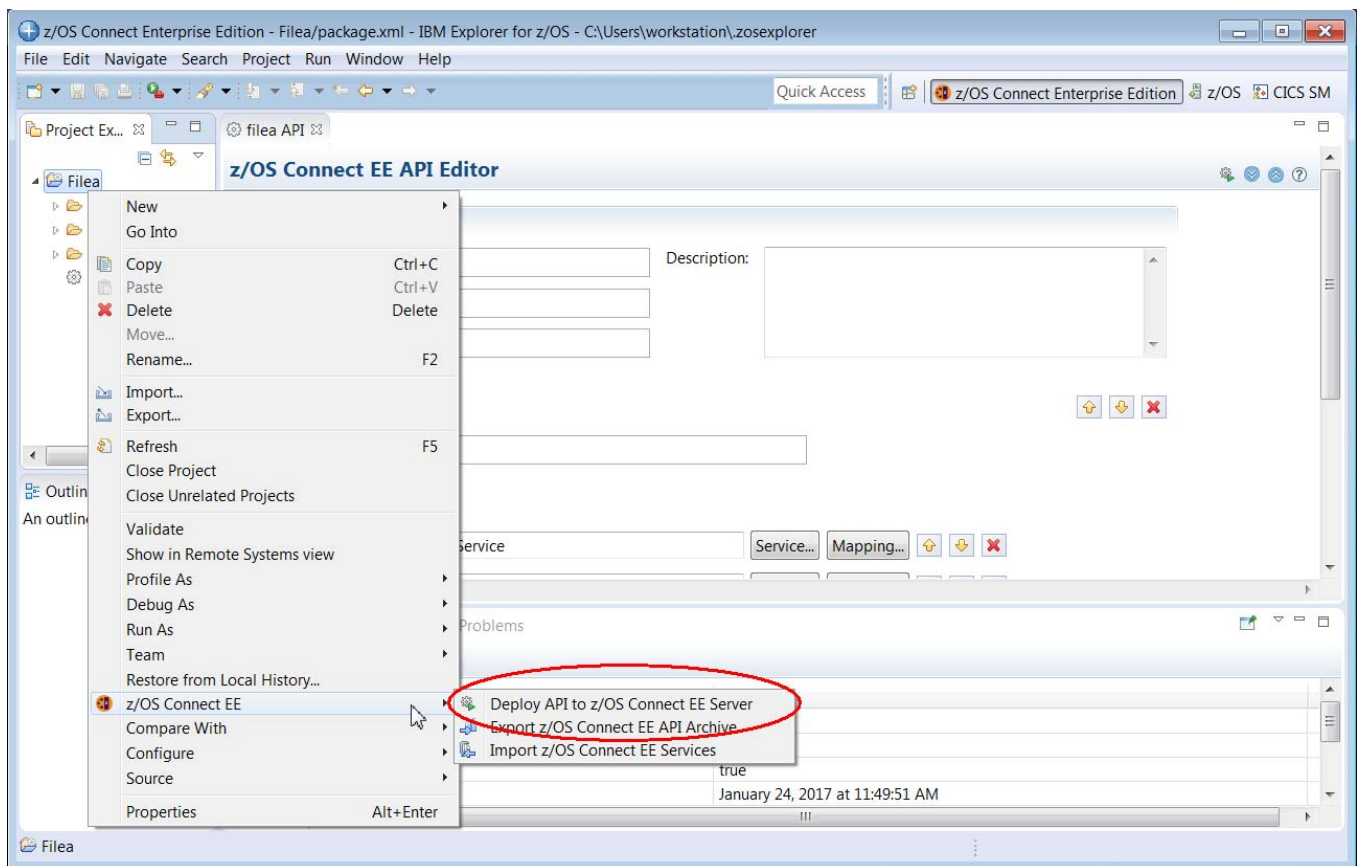 z/OS Connect Enterprise Edition - Filea/package.xml - IBM Explorer for z/OS - C:\Users\workstation\.zosexplorer
File Edit Navigate Search Project Run Window Help
Quick Access z/OS Connect Enterprise Edition z/OS CICS SM
Project Ex... filea API
z/OS Connect EE API Editor
Filea
New
Go Into
Description:
Copy Ctrl+C
Paste Ctrl+V
Delete Delete
Move...
Rename... F2
Import...
Export...
Refresh F5
Close Project
Outlin
Close Unrelated Projects
An outlin
Validate
Service Service... Mapping...
Show in Remote Systems view
Profile As
Debug As
Run As
Problems
Team
Restore from Local History...
z/OS Connect EE
Deploy API to z/OS Connect EE Server
Compare With
Export z/OS Connect EE API Archive
Configure
Import z/OS Connect EE Services
true
Source
January 24, 2017 at 11:49:51 AM
Properties Alt+Enter
Filea